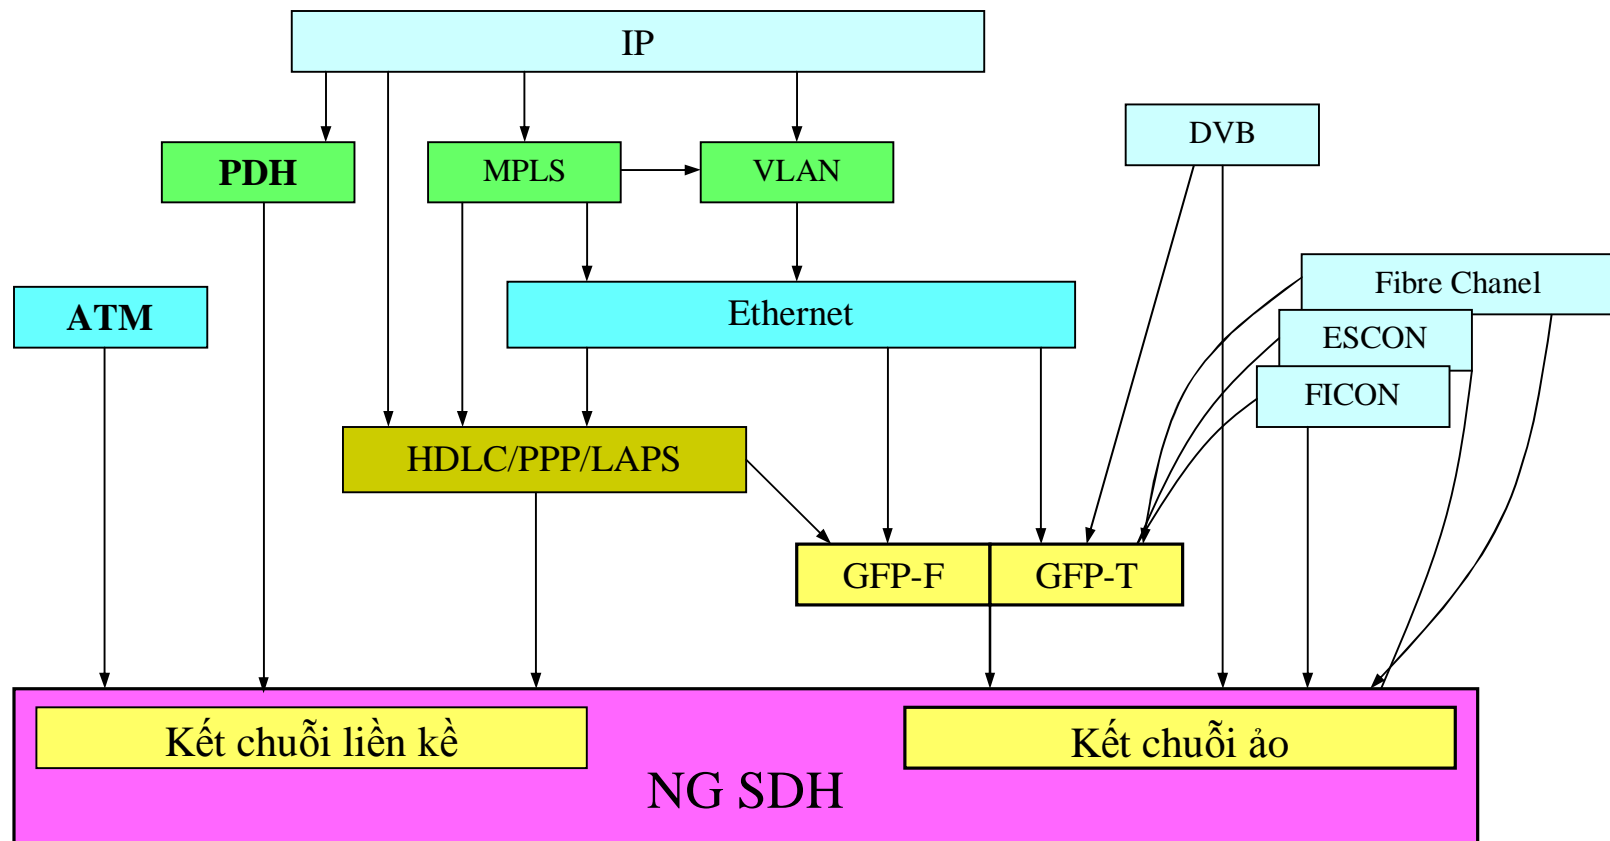 IP
DVB
PDH
MPLS
VLAN
Fibre Chanel
ATM
Ethernet
ESCON
FICON
HDLC/PPP/LAPS
GFP-F
GFP-T
Kết chuỗi liền kề
Kết chuỗi ảo
NG SDH